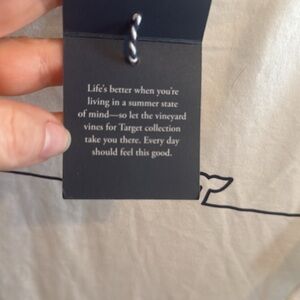 Life's better when you're
living in a summer state
of mind—so let the vineyard
vines for Target collection
take you there. Every day
should feel this good.